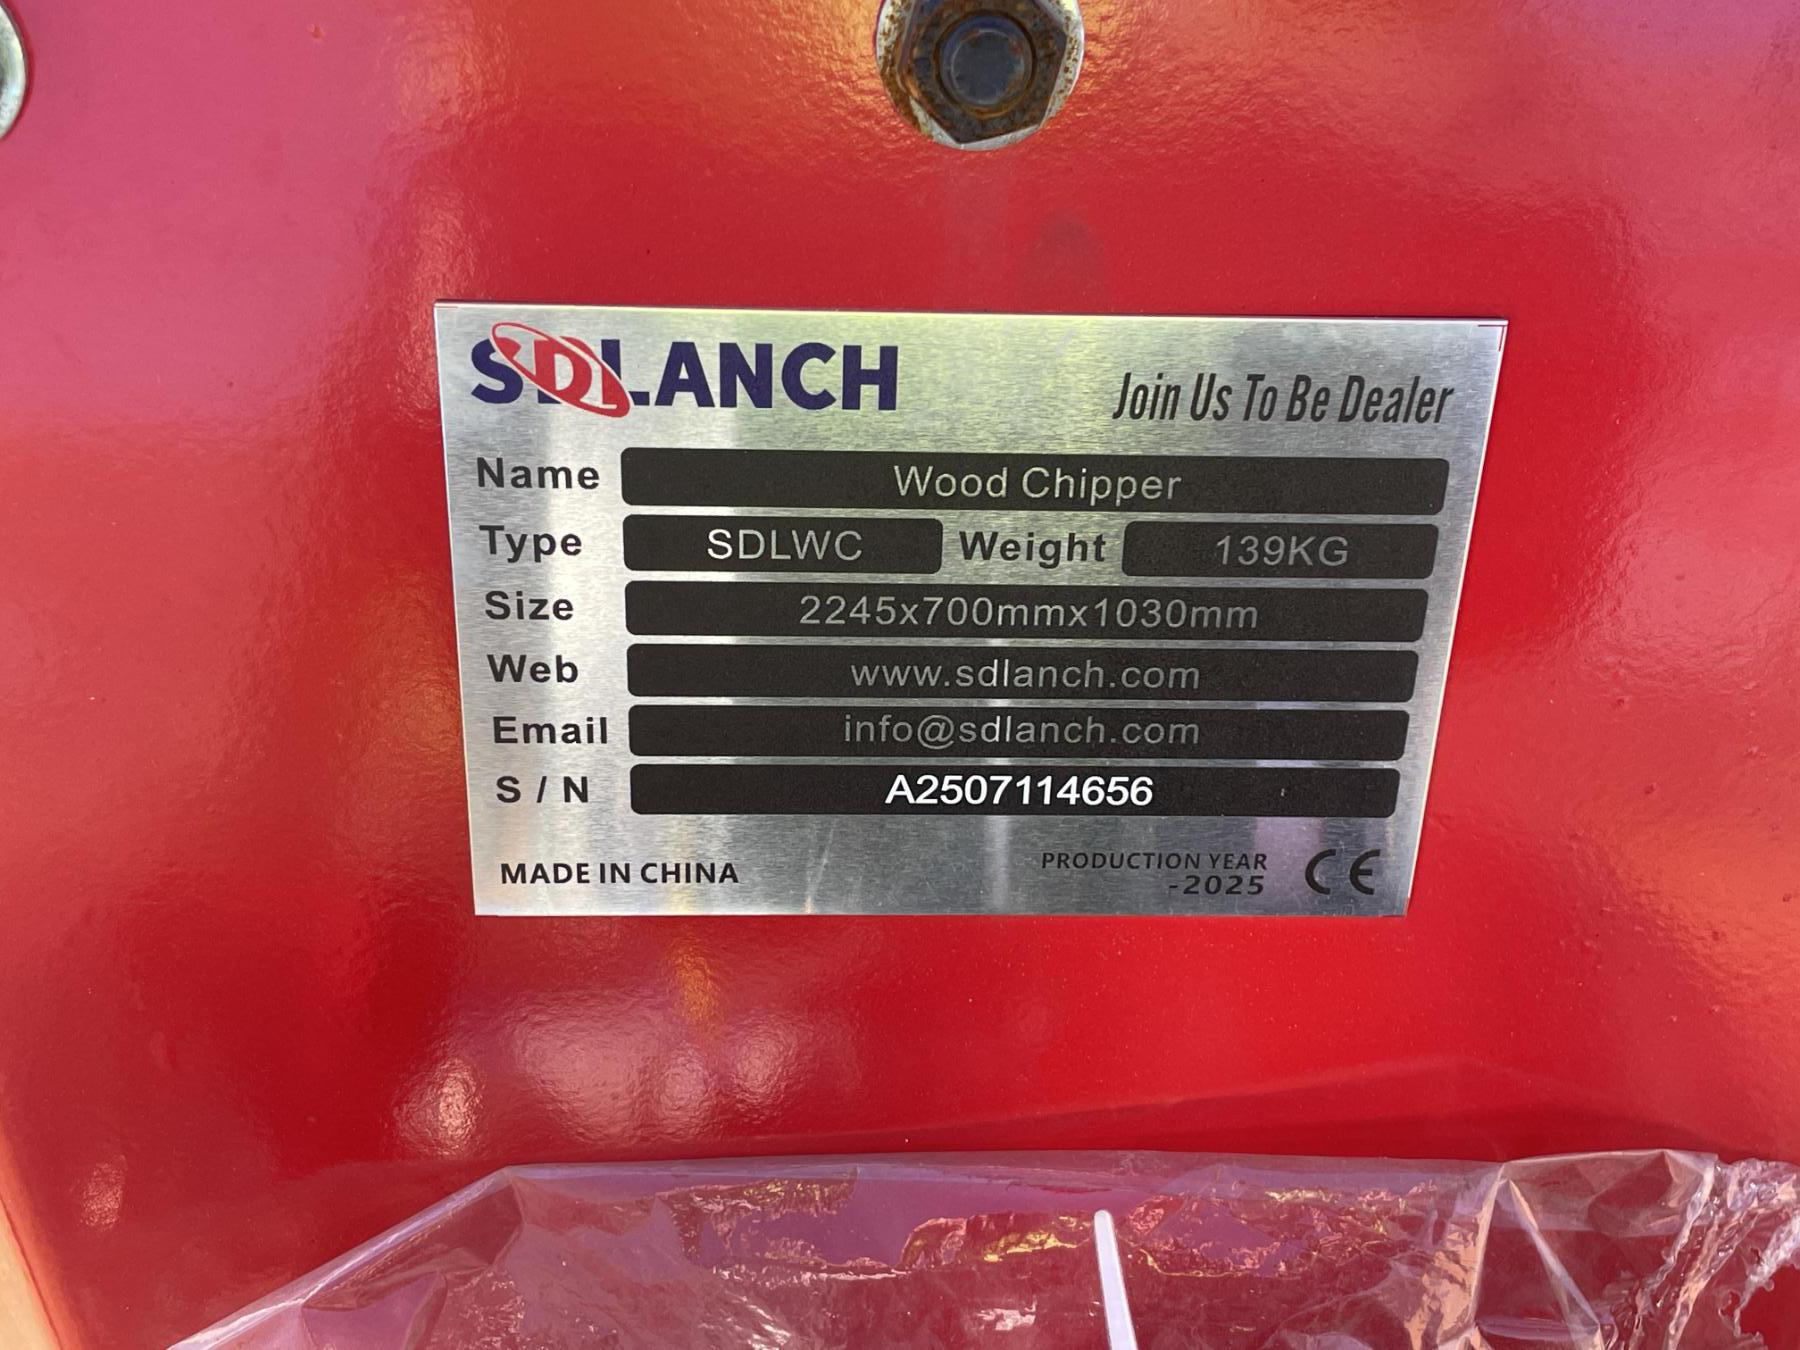 SDLANCH
Join Us To Be Dealer
Name Wood Chipper
Type SDLWC Weight 139KG
Size 2245x700mmx1030mm
Web www.sdlanch.com
Email info@sdlanch.com
S / N A2507114656
MADE IN CHINA
PRODUCTION YEAR
-2025
CE